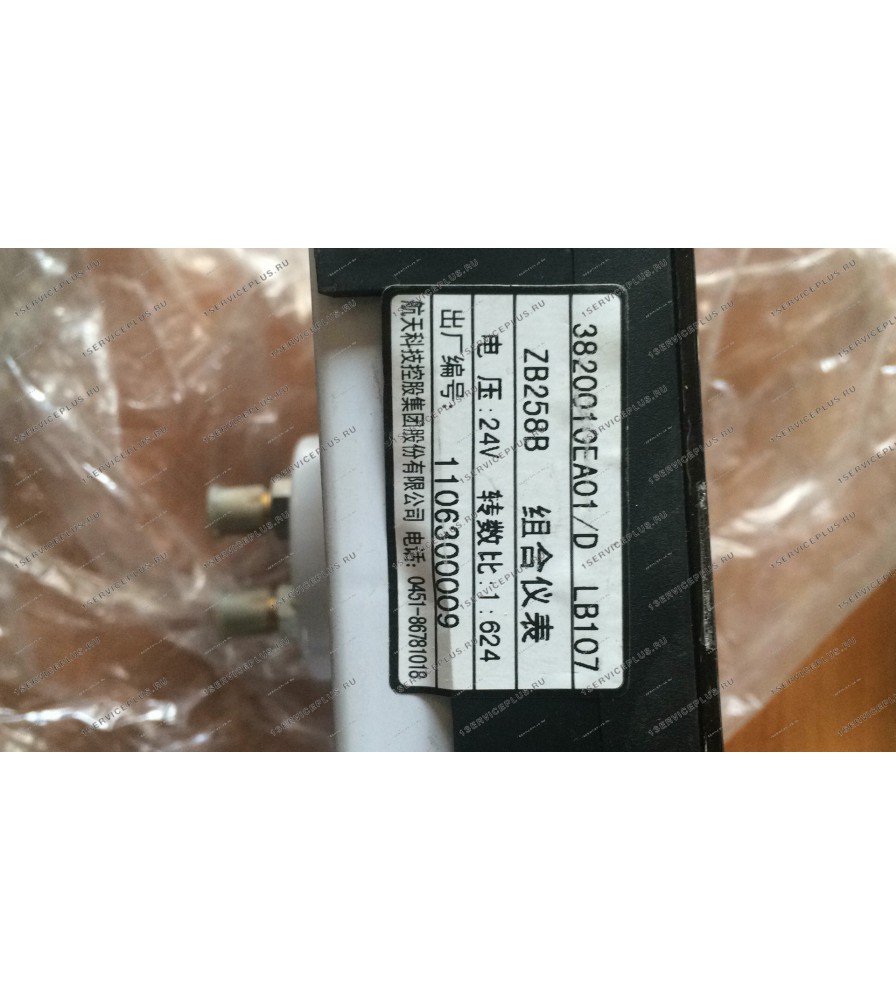 3820010EA01/D LB107
ZB258B 组合仪表
电 压:24V 转数比:1:624
出厂编号: 1106300009
航天科技控股集团股份有限公司 电话: 0451-86781018
1SERVICEPLUS.RU